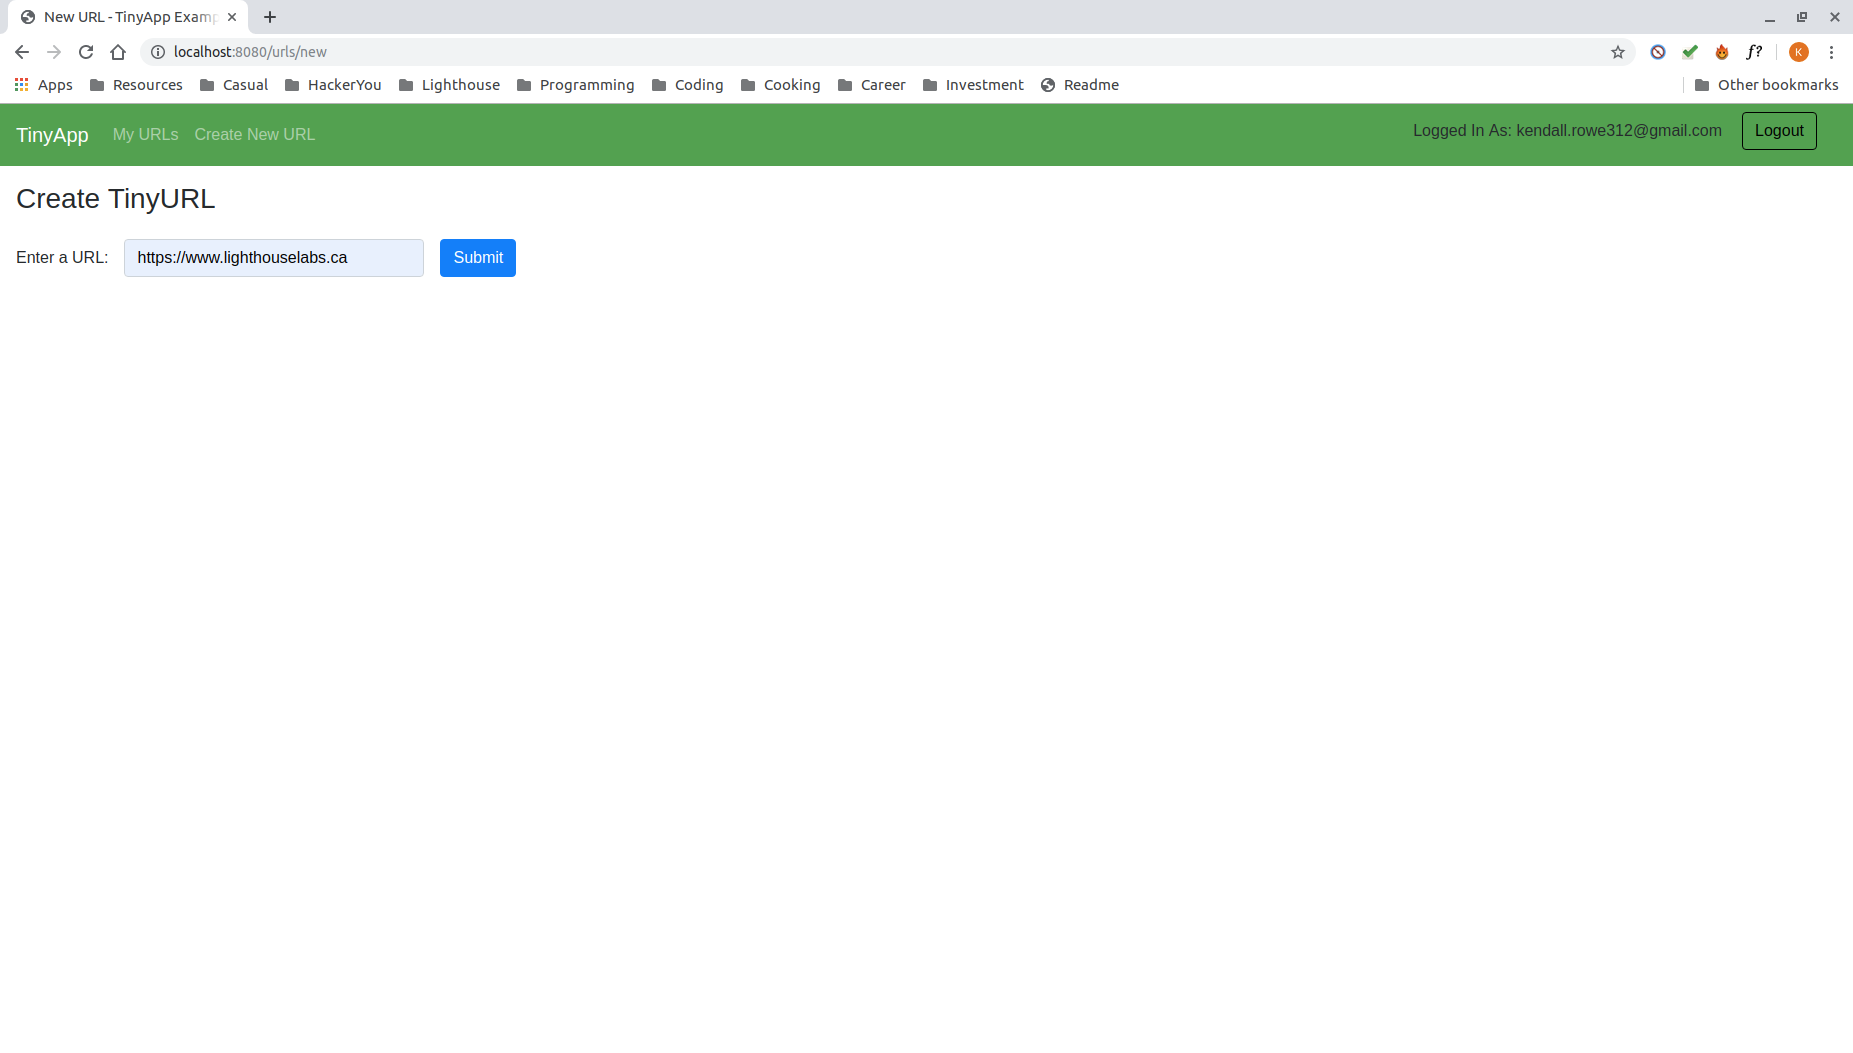 New URL - TinyApp Examp
localhost:8080/urls/new
f?
K
Apps Resources Casual HackerYou Lighthouse Programming Coding Cooking Career Investment Readme Other bookmarks
TinyApp My URLs Create New URL Logged In As: kendall.rowe312@gmail.com Logout
Create TinyURL
Enter a URL: https://www.lighthouselabs.ca Submit